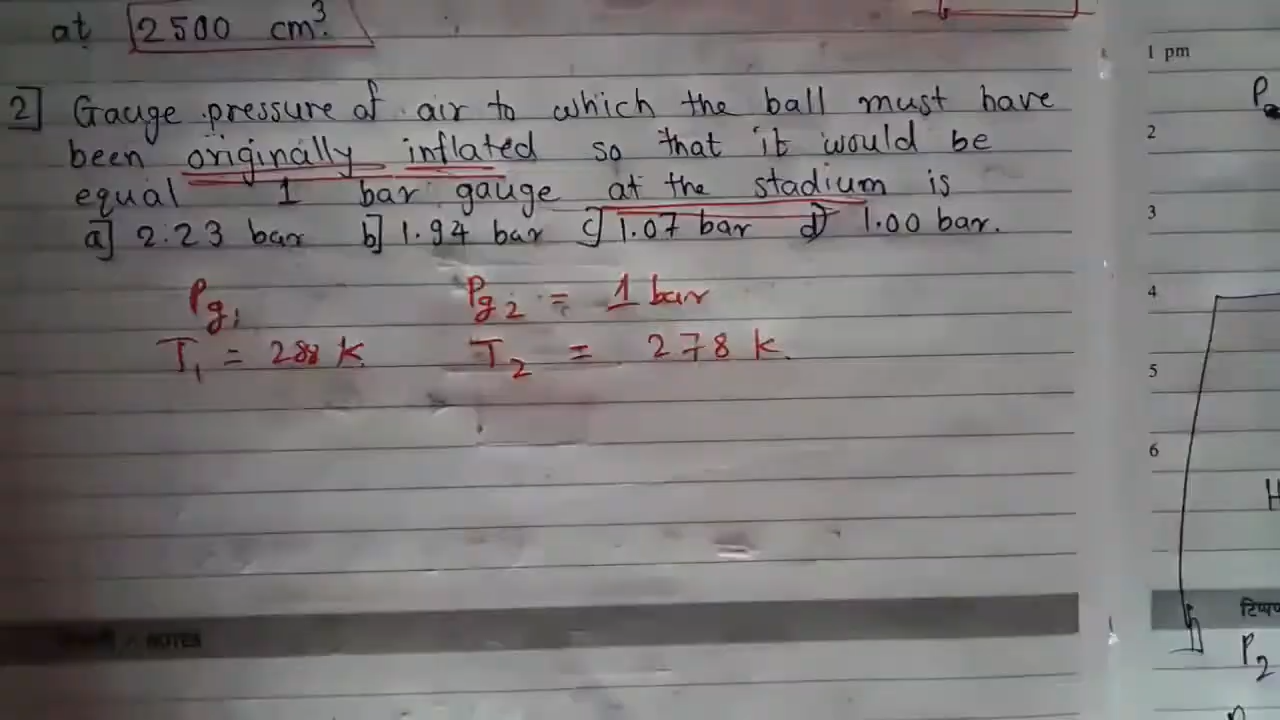 at 2500 cm³.
2] Gauge pressure of air to which the ball must have
been originally inflated so that it would be
equal 1 bar gauge at the stadium is
a] 2.23 bar b] 1.94 bar c] 1.07 bar d] 1.00 bar.
Pg₁ Pg₂ = 1 bar
T₁ = 288 K T₂ = 278 K.
NOTES
1 pm
2
3
4
5
6
H
P₂